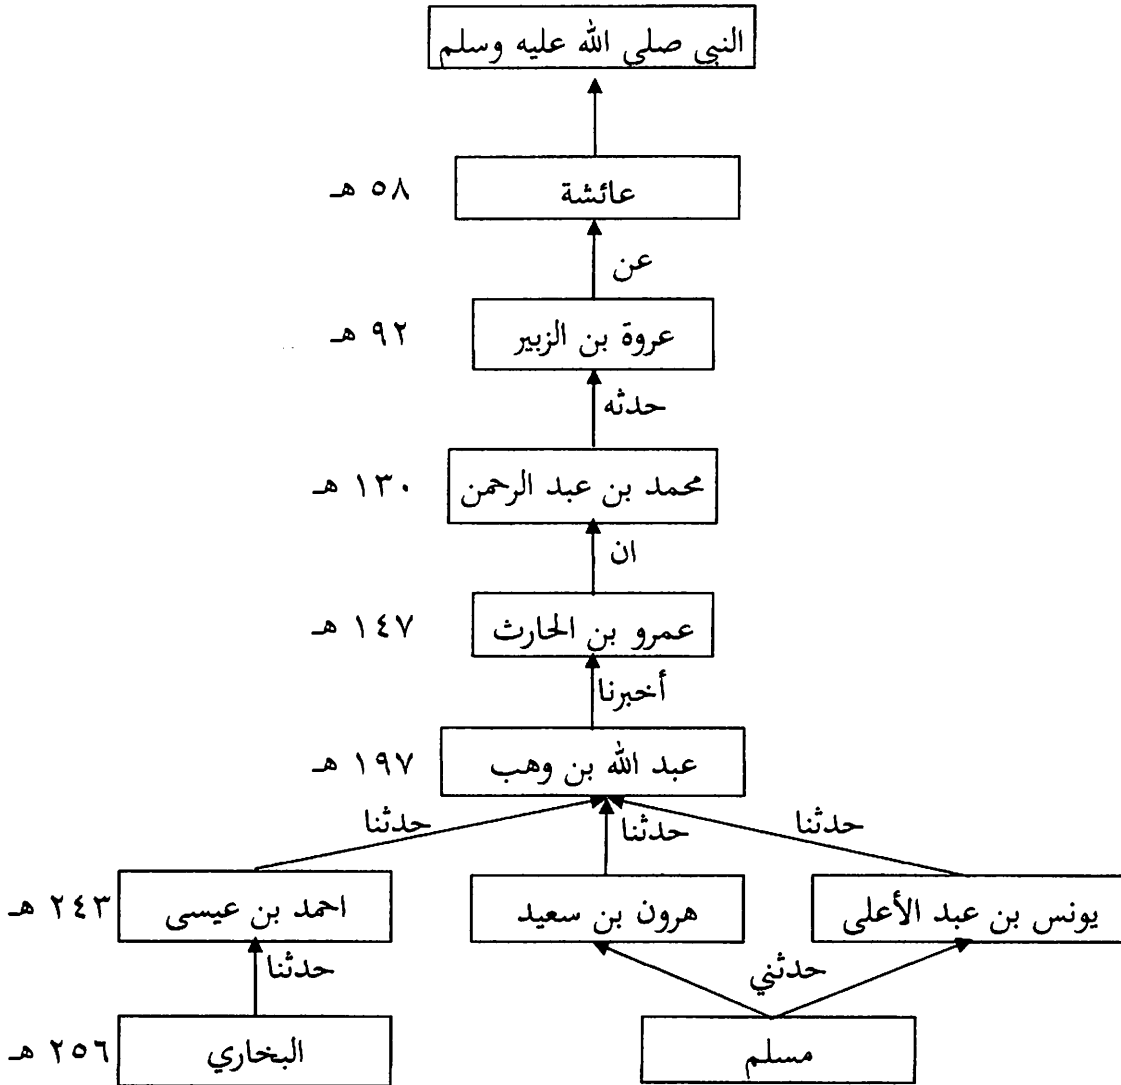 النبي صلي الله عليه وسلم
عائشة ٥٨ هـ
عن
عروة بن الزبير ٩٢ هـ
حدثه
محمد بن عبد الرحمن ١٣٠ هـ
ان
عمرو بن الحارث ١٤٧ هـ
أخبرنا
عبد الله بن وهب ١٩٧ هـ
حدثنا حدثنا حدثنا
يونس بن عبد الأعلى هرون بن سعيد احمد بن عيسى ٢٤٣ هـ
حدثني حدثنا
مسلم البخاري ٢٥٦ هـ